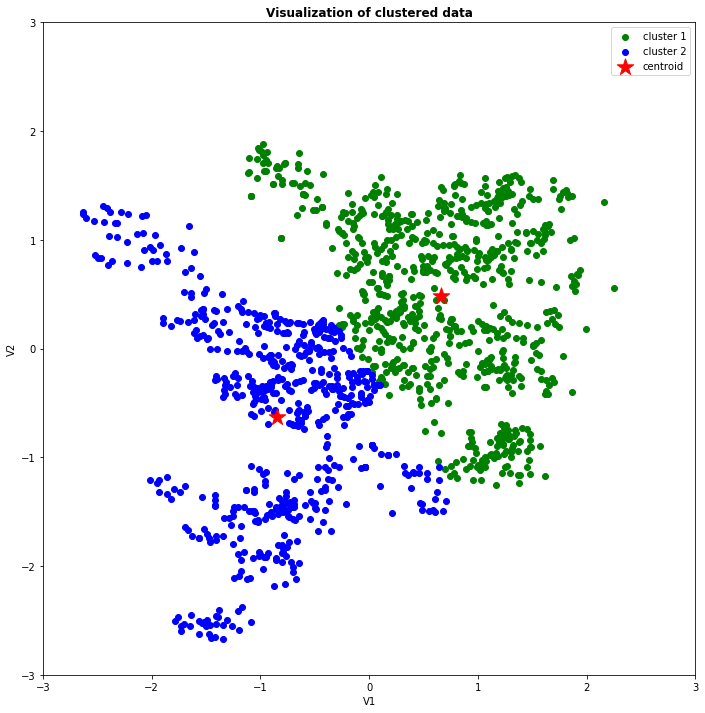 Visualization of clustered data
cluster 1
cluster 2
centroid
3
2
1
0
−1
−2
−3
V2
−3 −2 −1 0 1 2 3
V1